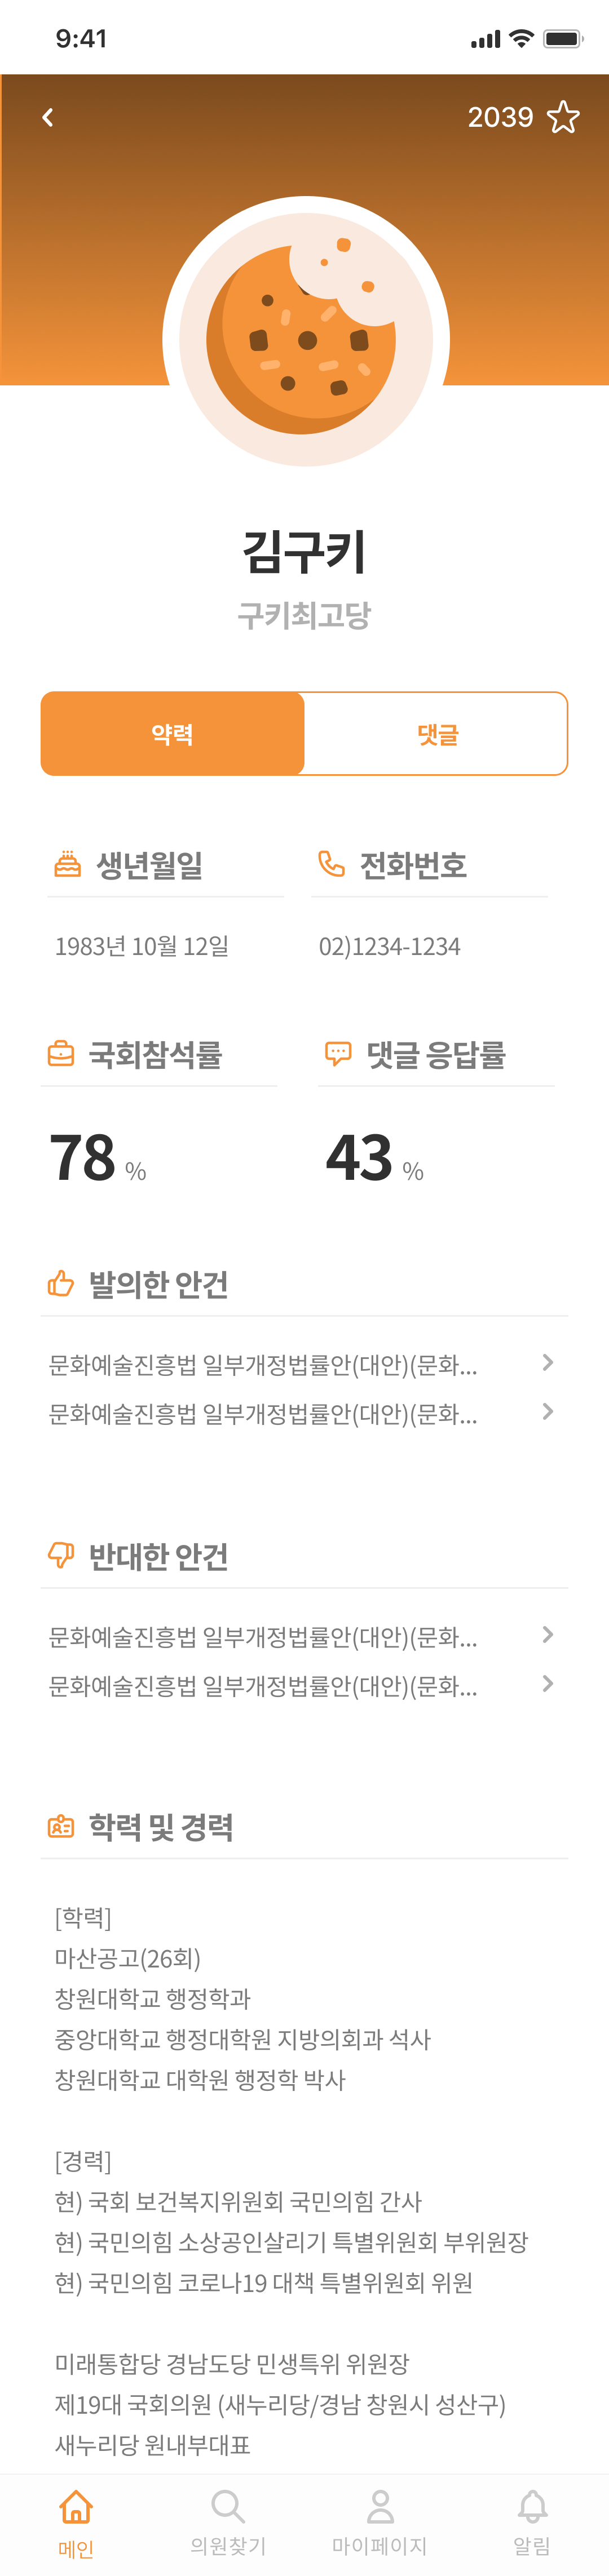 9:41
2039
김구키
구키최고당
약력 댓글
생년월일 전화번호
1983년 10월 12일 02)1234-1234
국회참석률 댓글 응답률
78 % 43 %
발의한 안건
문화예술진흥법 일부개정법률안(대안)(문화...
문화예술진흥법 일부개정법률안(대안)(문화...
반대한 안건
문화예술진흥법 일부개정법률안(대안)(문화...
문화예술진흥법 일부개정법률안(대안)(문화...
학력 및 경력
[학력]
마산공고(26회)
창원대학교 행정학과
중앙대학교 행정대학원 지방의회과 석사
창원대학교 대학원 행정학 박사
[경력]
현) 국회 보건복지위원회 국민의힘 간사
현) 국민의힘 소상공인살리기 특별위원회 부위원장
현) 국민의힘 코로나19 대책 특별위원회 위원
미래통합당 경남도당 민생특위 위원장
제19대 국회의원 (새누리당/경남 창원시 성산구)
새누리당 원내부대표
메인 의원찾기 마이페이지 알림